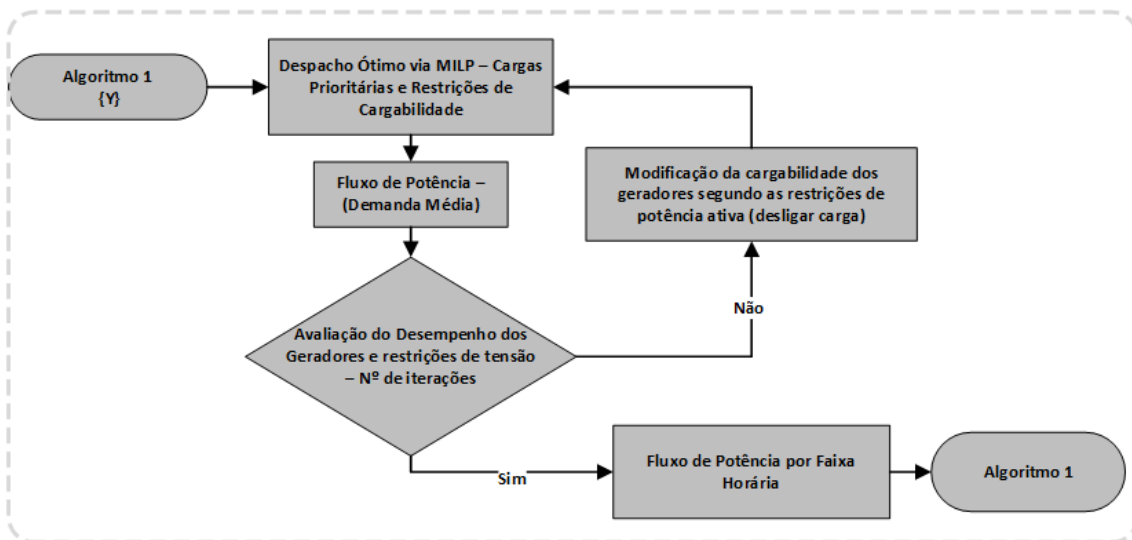 Algoritmo 1
{Y}
Despacho Ótimo via MILP – Cargas
Prioritárias e Restrições de
Cargabilidade
Fluxo de Potência –
(Demanda Média)
Modificação da cargabilidade dos
geradores segundo as restrições de
potência ativa (desligar carga)
Avaliação do Desempenho dos
Geradores e restrições de tensão
– Nº de iterações
Não
Sim
Fluxo de Potência por Faixa
Horária
Algoritmo 1